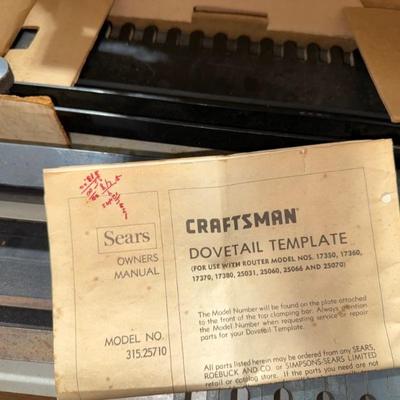 Sears
OWNERS
MANUAL
MODEL NO.
315.25710
CRAFTSMAN®
DOVETAIL TEMPLATE
(FOR USE WITH ROUTER MODEL NOS. 17350, 17360,
17370, 17380, 25031, 25060, 25066 AND 25070)
The Model Number will be found on the plate attached
to the front of the top clamping bar. Always mention
the Model Number when requesting service or repair
parts for your Dovetail Template.
All parts listed herein may be ordered from any SEARS,
ROEBUCK AND CO. or SIMPSONS-SEARS LIMITED
retail or catalog store. If the parts you need are not